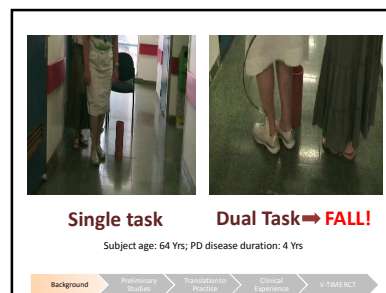 Single task
Dual Task➡ FALL!
Subject age: 64 Yrs; PD disease duration: 4 Yrs
Background
Preliminary Studies
Translation to Practice
Clinical Experience
V-TIME RCT